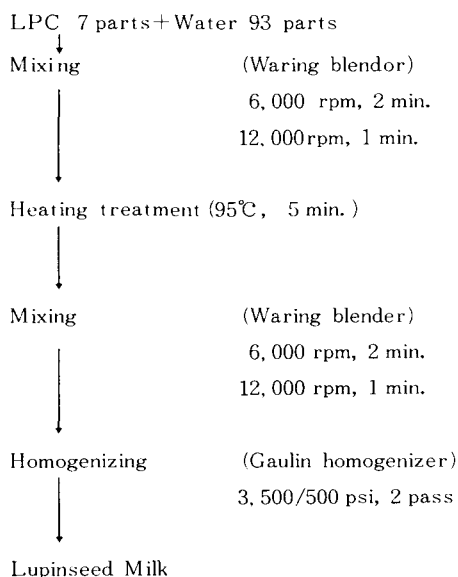 LPC 7 parts+Water 93 parts
Mixing (Waring blendor)
6,000 rpm, 2 min.
12,000rpm, 1 min.
Heating treatment (95℃, 5 min.)
Mixing (Waring blender)
6,000 rpm, 2 min.
12,000 rpm, 1 min.
Homogenizing (Gaulin homogenizer)
3,500/500 psi, 2 pass
Lupinseed Milk